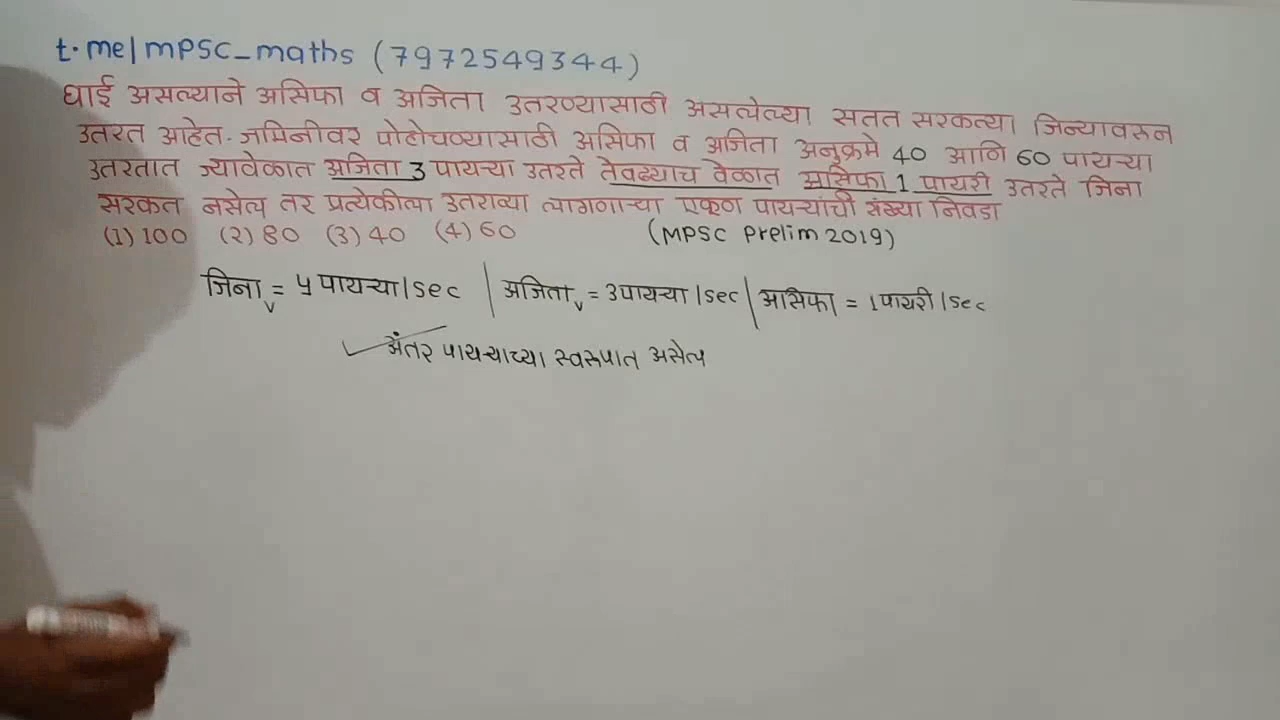 t.me/mpsc_maths (7972549344)
घाई असल्याने असिफा व अजिता उतरण्यासाठी असलेल्या सतत सरकत्या जिन्यावरून
उतरत आहेत. जमिनीवर पोहोचण्यासाठी असिफा व अजिता अनुक्रमे 40 आणि 60 पायऱ्या
उतरतात ज्यावेळात अजिता 3 पायऱ्या उतरते तेवढ्याच वेळात आसिफा 1 पायरी उतरते जिना
सरकत नसेल तर प्रत्येकीला उतराव्या लागणाऱ्या एकूण पायऱ्यांची संख्या निवडा
(1) 100 (2) 80 (3) 40 (4) 60 (MPSC Prelim 2019)
जिना v = y पायऱ्या/sec | अजिता v = 3पायऱ्या/sec | आसिफा = 1पायरी/sec
✓ अंतर पायऱ्याच्या स्वरूपात असेल